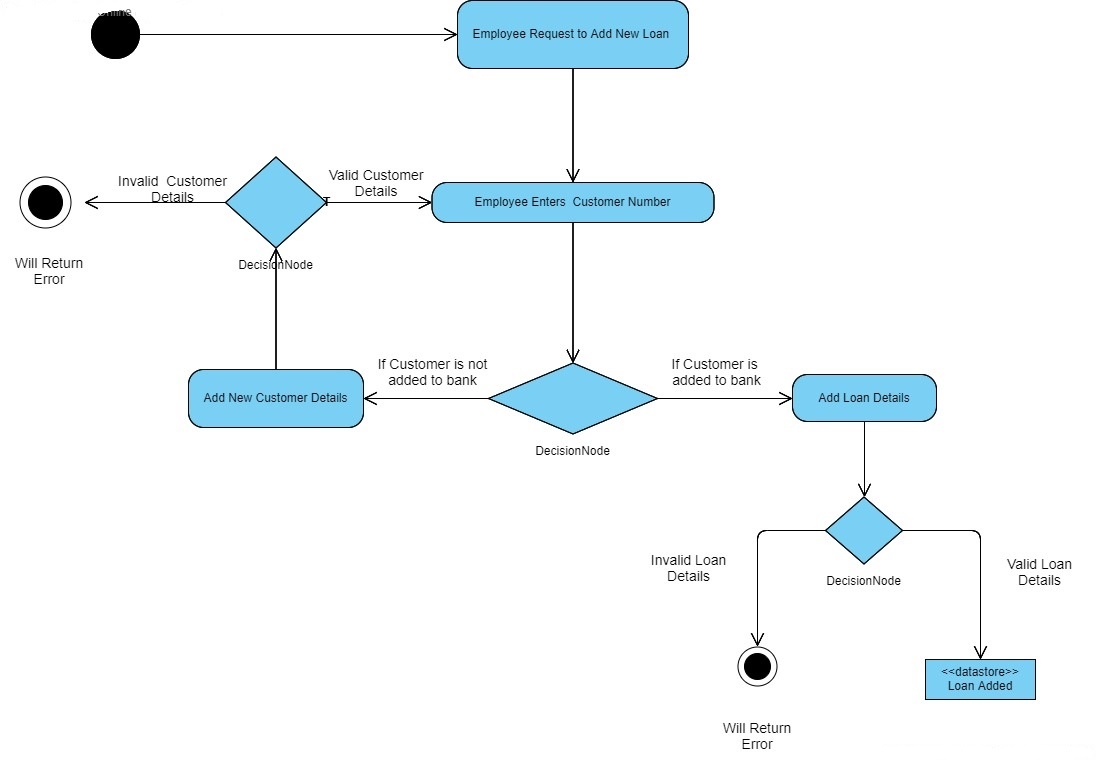 Employee Request to Add New Loan
Invalid Customer
Details
Valid Customer
Details
Employee Enters Customer Number
Will Return
Error
DecisionNode
If Customer is not
added to bank
If Customer is
added to bank
Add New Customer Details
Add Loan Details
DecisionNode
Invalid Loan
Details
DecisionNode
Valid Loan
Details
<<datastore>>
Loan Added
Will Return
Error